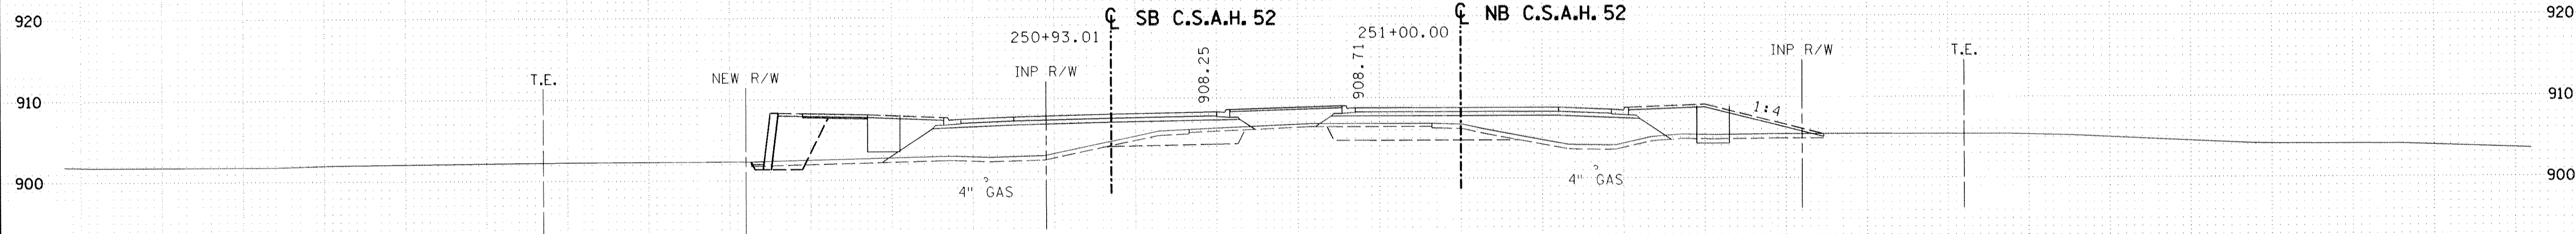 920
℄ SB C.S.A.H. 52
℄ NB C.S.A.H. 52
920
250+93.01
251+00.00
908.25
908.71
T.E.
NEW R/W
INP R/W
INP R/W
T.E.
910
910
1:4
900
900
4" GAS
4" GAS